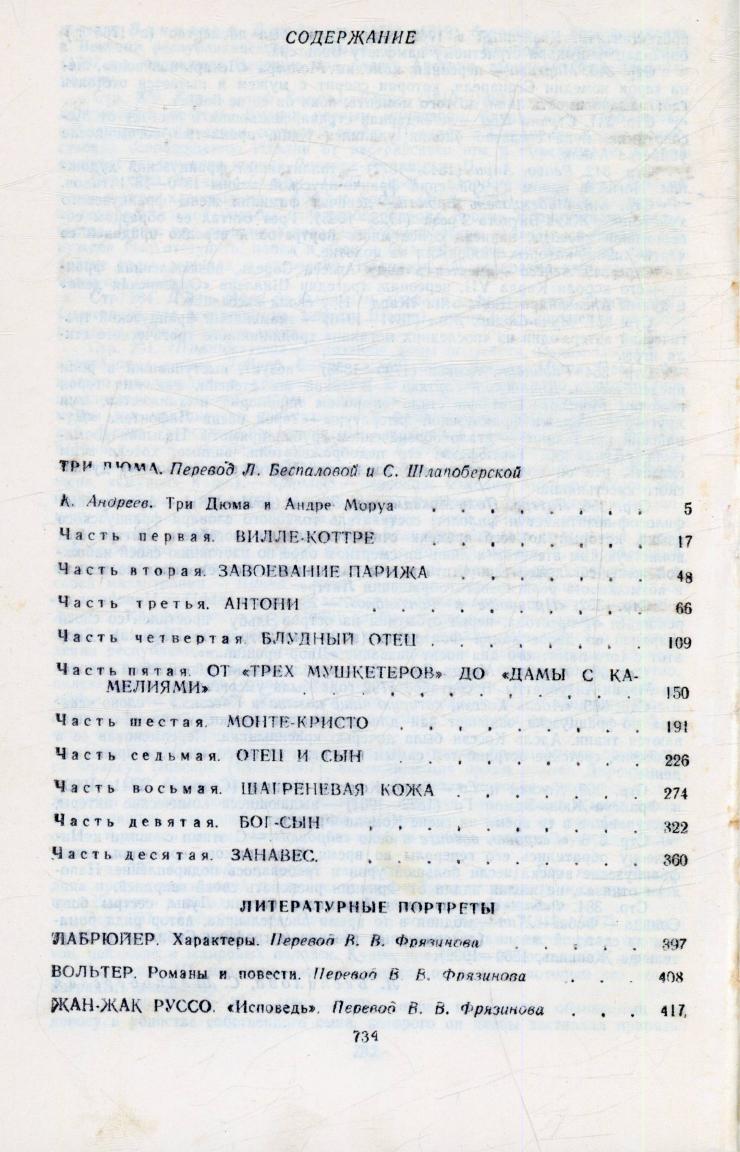 СОДЕРЖАНИЕ
ТРИ ДЮМА. Перевод Л. Беспаловой и С. Шлапоберской
К. Андреев. Три Дюма и Андре Моруа . . . . . . . 5
Часть первая. ВИЛЛЕ-КОТТРЕ . . . . . . . 17
Часть вторая. ЗАВОЕВАНИЕ ПАРИЖА . . . . . . 48
Часть третья. АНТОНИ . . . . . . . . 66
Часть четвертая. БЛУДНЫЙ ОТЕЦ . . . . . . 109
Часть пятая. ОТ «ТРЕХ МУШКЕТЕРОВ» ДО «ДАМЫ С КА-
МЕЛИЯМИ» . . . . . . . . . . . 150
Часть шестая. МОНТЕ-КРИСТО . . . . . . . 191
Часть седьмая. ОТЕЦ И СЫН . . . . . . . 226
Часть восьмая. ШАГРЕНЕВАЯ КОЖА . . . . . 274
Часть девятая. БОГ-СЫН . . . . . . . . 322
Часть десятая. ЗАНАВЕС. . . . . . . . . 360
ЛИТЕРАТУРНЫЕ ПОРТРЕТЫ
ЛАБРЮЙЕР. Характеры. Перевод В. В. Фрязинова . . . . 397
ВОЛЬТЕР. Романы и повести. Перевод В. В. Фрязинова . . . 408
ЖАН-ЖАК РУССО. «Исповедь». Перевод В. В. Фрязинова . . . 417
734